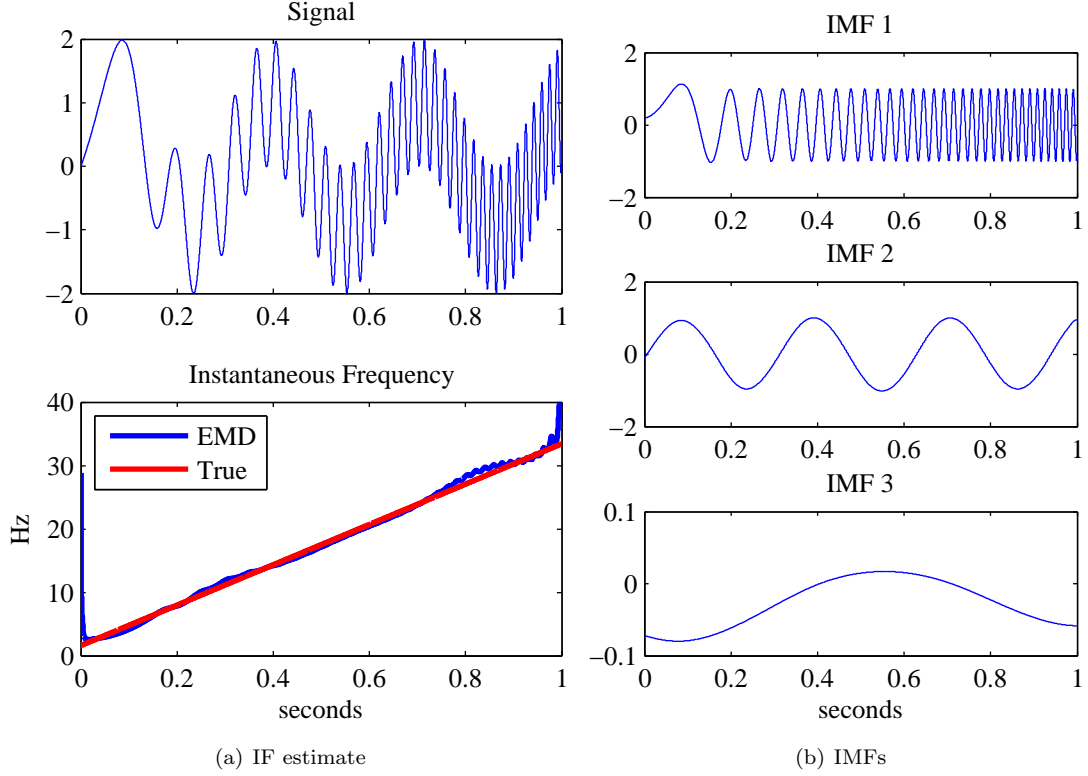 Signal
2
1
0
−1
−2
0 0.2 0.4 0.6 0.8 1
Instantaneous Frequency
40
30
20
10
0
Hz
EMD
True
0 0.2 0.4 0.6 0.8 1
seconds
(a) IF estimate
IMF 1
2
0
−2
0 0.2 0.4 0.6 0.8 1
IMF 2
2
0
−2
0 0.2 0.4 0.6 0.8 1
IMF 3
0.1
0
−0.1
0 0.2 0.4 0.6 0.8 1
seconds
(b) IMFs